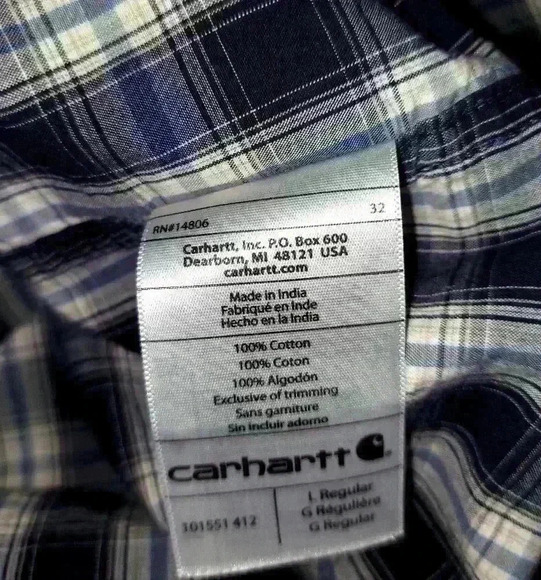 RN#14806 32
Carhartt, Inc. P.O. Box 600
Dearborn, MI 48121 USA
carhartt.com
Made in India
Fabriqué en Inde
Hecho en la India
100% Cotton
100% Coton
100% Algodón
Exclusive of trimming
Sans garniture
Sin incluir adorno
carhartt
101551 412
L Regular
G Régulière
G Regular